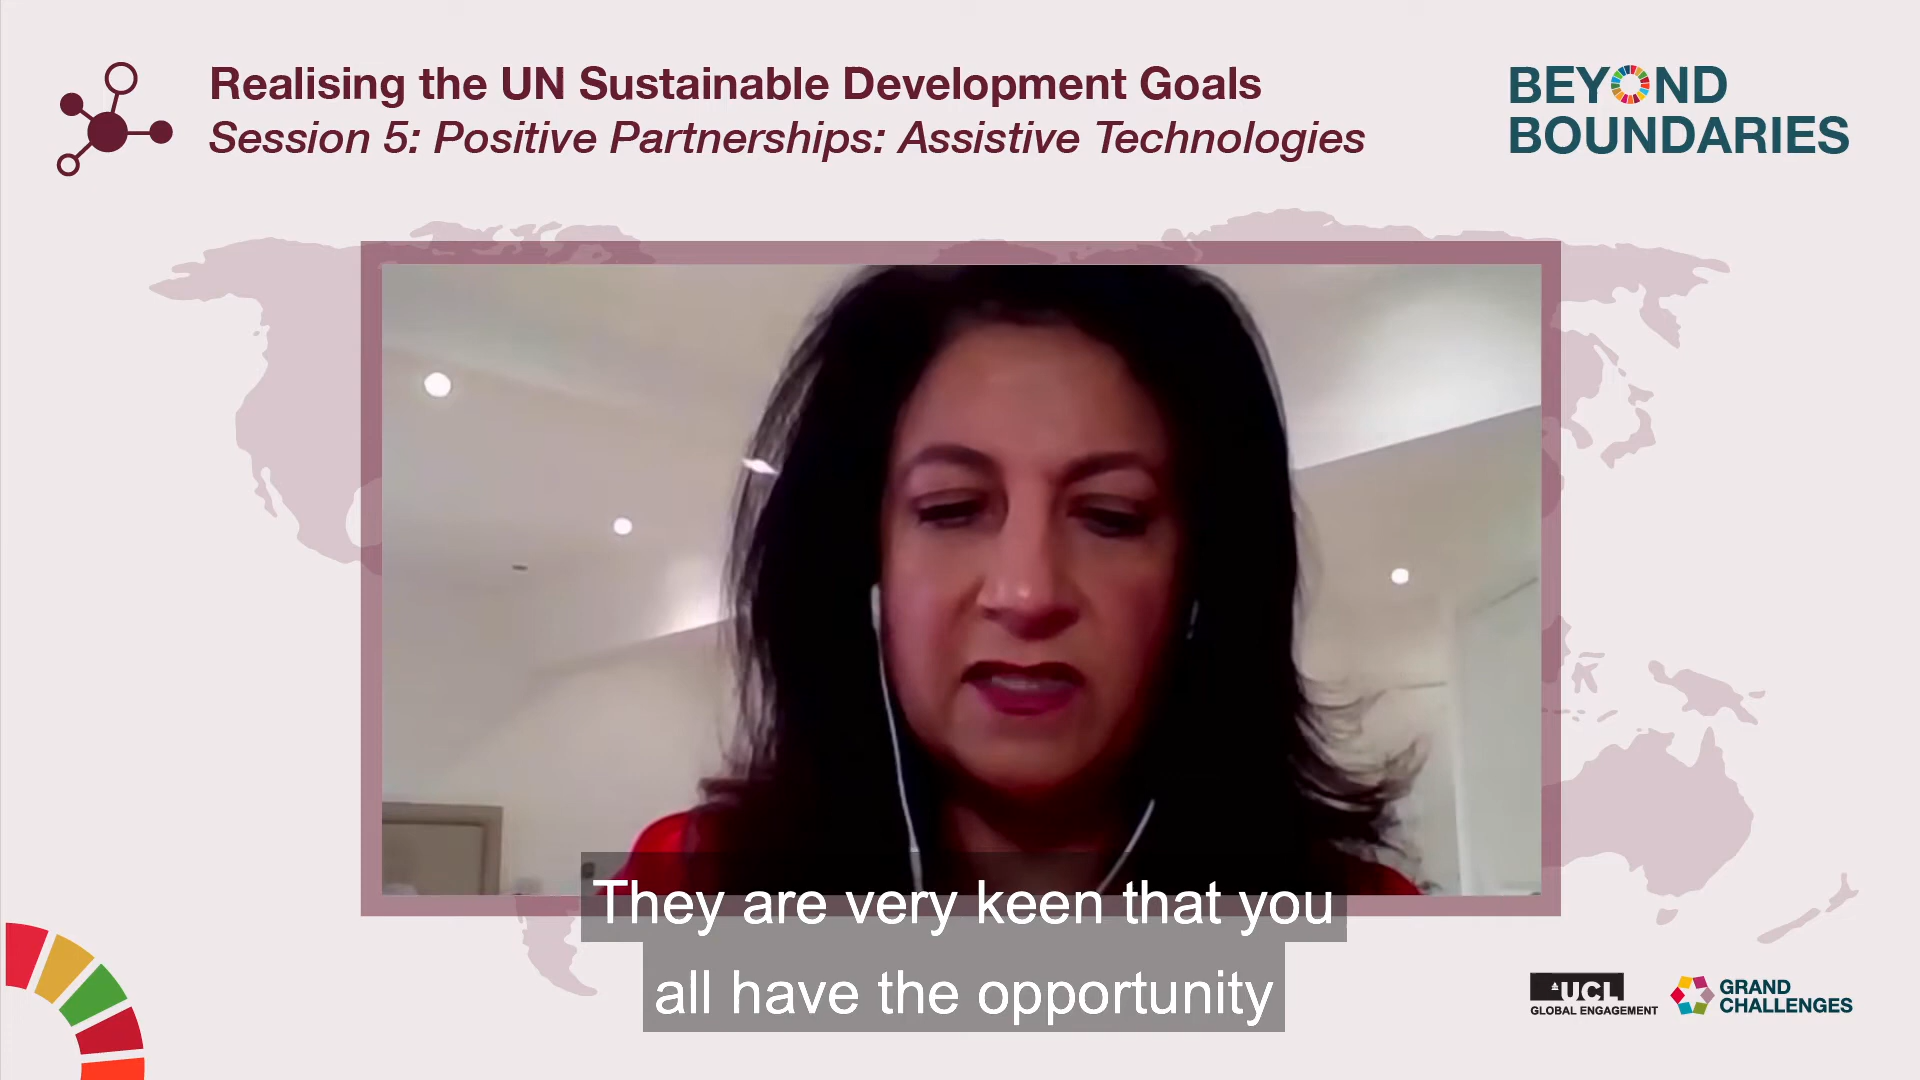 Realising the UN Sustainable Development Goals
Session 5: Positive Partnerships: Assistive Technologies
BEYOND
BOUNDARIES
They are very keen that you
all have the opportunity
UCL
GLOBAL ENGAGEMENT
GRAND
CHALLENGES